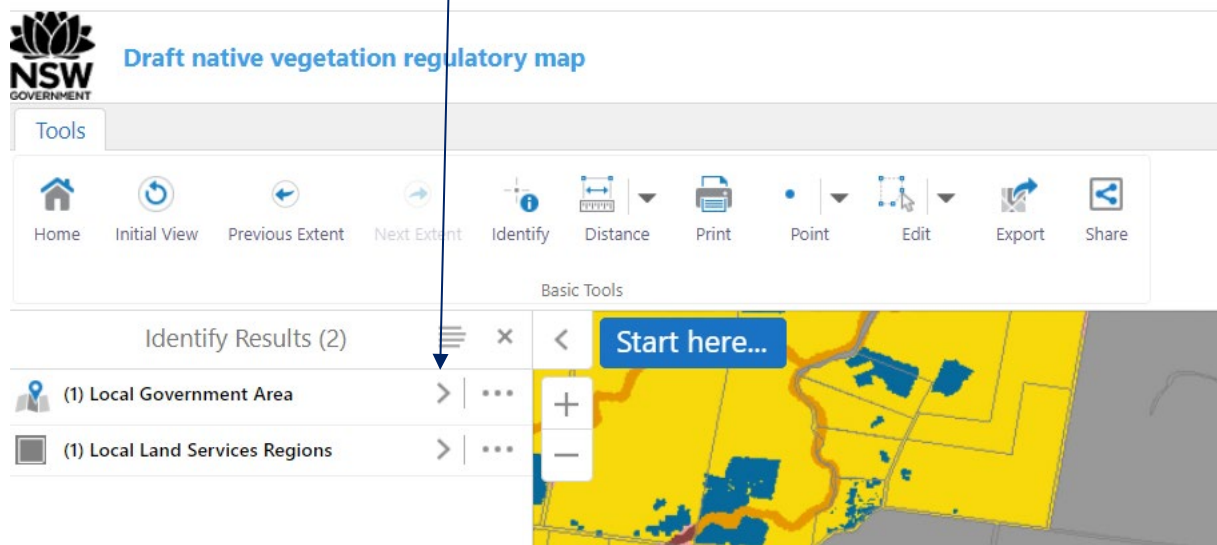 NSW
GOVERNMENT
Draft native vegetation regulatory map
Tools
Home Initial View Previous Extent Next Extent Identify Distance Print Point Edit Export Share
Basic Tools
Identify Results (2)
Start here...
(1) Local Government Area
(1) Local Land Services Regions